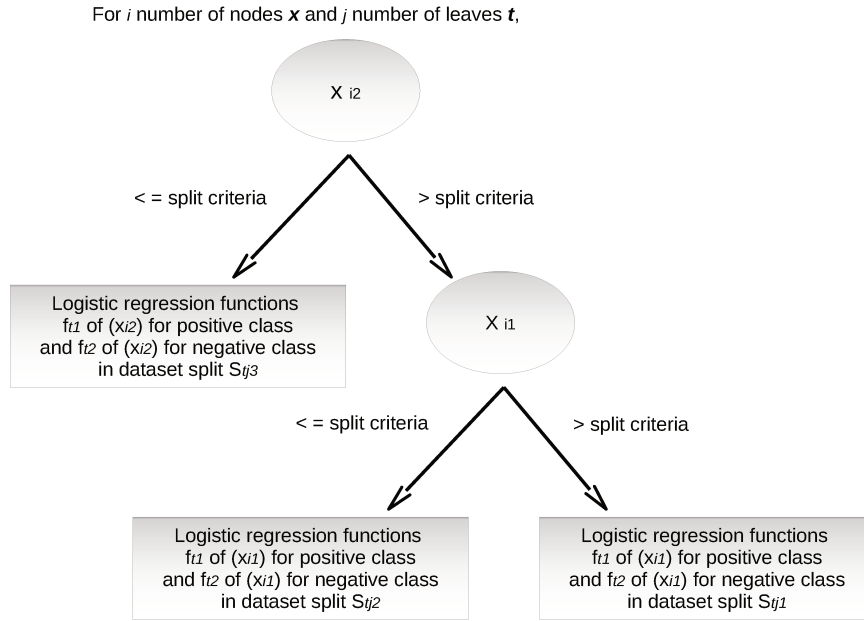 For i number of nodes x and j number of leaves t,
x i2
< = split criteria
> split criteria
Logistic regression functions
ft1 of (xi2) for positive class
and ft2 of (xi2) for negative class
in dataset split Stj3
X i1
< = split criteria
> split criteria
Logistic regression functions
ft1 of (xi1) for positive class
and ft2 of (xi1) for negative class
in dataset split Stj2
Logistic regression functions
ft1 of (xi1) for positive class
and ft2 of (xi1) for negative class
in dataset split Stj1